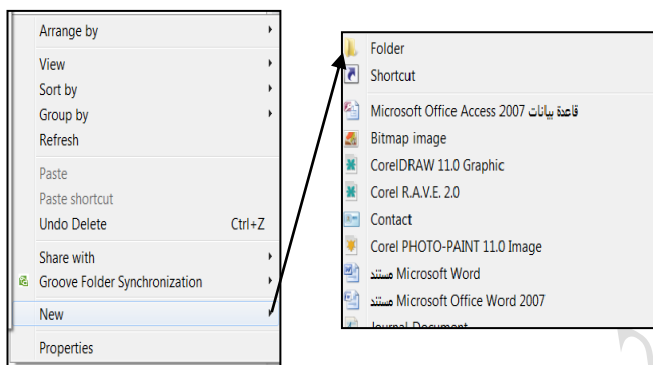 Arrange by
View
Sort by
Group by
Refresh
Paste
Paste shortcut
Undo Delete Ctrl+Z
Share with
Groove Folder Synchronization
New
Properties
Folder
Shortcut
قاعدة بيانات Microsoft Office Access 2007
Bitmap image
CorelDRAW 11.0 Graphic
Corel R.A.V.E. 2.0
Contact
Corel PHOTO-PAINT 11.0 Image
مستند Microsoft Word
مستند Microsoft Office Word 2007
Journal Document